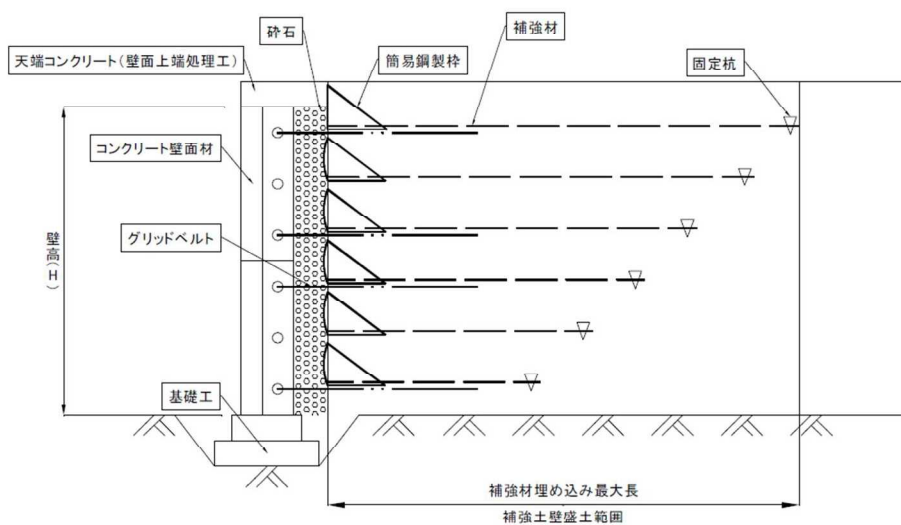 砕石
補強材
天端コンクリート(壁面上端処理工)
簡易鋼製枠
固定杭
コンクリート壁面材
グリッドベルト
壁高(H)
基礎工
補強材埋め込み最大長
補強土壁盛土範囲